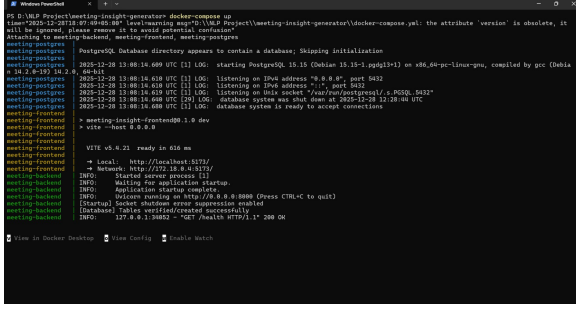 Windows PowerShell
PS D:\NLP Project\meeting-insight-generator> docker-compose up
time="2025-12-28T18:07:49+05:00" level=warning msg="D:\\NLP Project\\meeting-insight-generator\\docker-compose.yml: the attribute `version` is obsolete, it
will be ignored, please remove it to avoid potential confusion"
Attaching to meeting-backend, meeting-frontend, meeting-postgres
meeting-postgres |
meeting-postgres | PostgreSQL Database directory appears to contain a database; Skipping initialization
meeting-postgres |
meeting-postgres | 2025-12-28 13:08:14.609 UTC [1] LOG: starting PostgreSQL 15.15 (Debian 15.15-1.pgdg13+1) on x86_64-pc-linux-gnu, compiled by gcc (Debia
n 14.2.0-19) 14.2.0, 64-bit
meeting-postgres | 2025-12-28 13:08:14.610 UTC [1] LOG: listening on IPv4 address "0.0.0.0", port 5432
meeting-postgres | 2025-12-28 13:08:14.610 UTC [1] LOG: listening on IPv6 address "::", port 5432
meeting-postgres | 2025-12-28 13:08:14.619 UTC [1] LOG: listening on Unix socket "/var/run/postgresql/.s.PGSQL.5432"
meeting-postgres | 2025-12-28 13:08:14.640 UTC [29] LOG: database system was shut down at 2025-12-28 12:28:44 UTC
meeting-postgres | 2025-12-28 13:08:14.680 UTC [1] LOG: database system is ready to accept connections
meeting-frontend |
meeting-frontend | > meeting-insight-frontend@0.1.0 dev
meeting-frontend | > vite --host 0.0.0.0
meeting-frontend |
meeting-frontend |
meeting-frontend | VITE v5.4.21 ready in 616 ms
meeting-frontend |
meeting-frontend | ➜ Local: http://localhost:5173/
meeting-frontend | ➜ Network: http://172.18.0.4:5173/
meeting-backend | INFO: Started server process [1]
meeting-backend | INFO: Waiting for application startup.
meeting-backend | INFO: Application startup complete.
meeting-backend | INFO: Uvicorn running on http://0.0.0.0:8000 (Press CTRL+C to quit)
meeting-backend | [Startup] Socket shutdown error suppression enabled
meeting-backend | [Database] Tables verified/created successfully
meeting-backend | INFO: 127.0.0.1:34082 - "GET /health HTTP/1.1" 200 OK
v View in Docker Desktop o View Config w Enable Watch